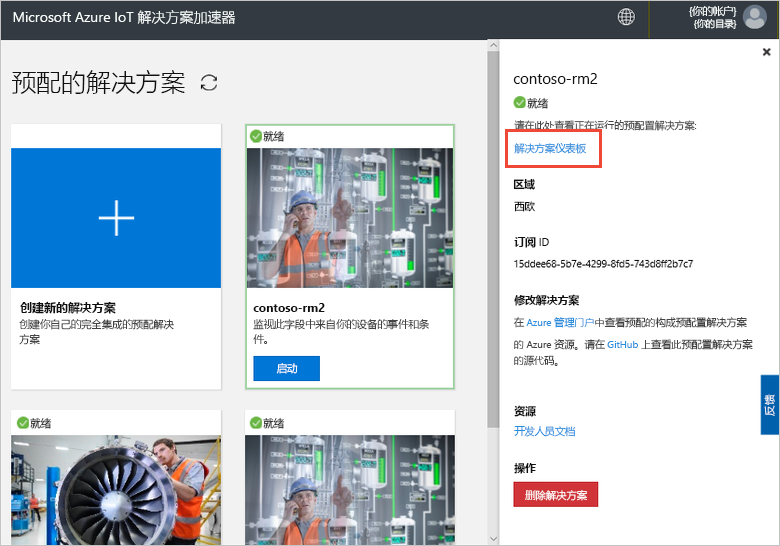 Microsoft Azure IoT 解决方案加速器
{你的帐户}
{你的目录}
预配的解决方案
创建新的解决方案
创建你自己的完全集成的预配解决
方案
就绪
contoso-rm2
监视此字段中来自你的设备的事件和条
件。
启动
就绪
就绪
contoso-rm2
就绪
请在此处查看正在运行的预配置解决方案:
解决方案仪表板
区域
西欧
订阅 ID
15ddee68-5b7e-4299-8fd5-743d8ff2b7c7
修改解决方案
在 Azure 管理门户中查看预配的构成预配置解决方案
的 Azure 资源。请在 GitHub 上查看此预配置解决方案
的源代码。
资源
开发人员文档
操作
删除解决方案
反馈